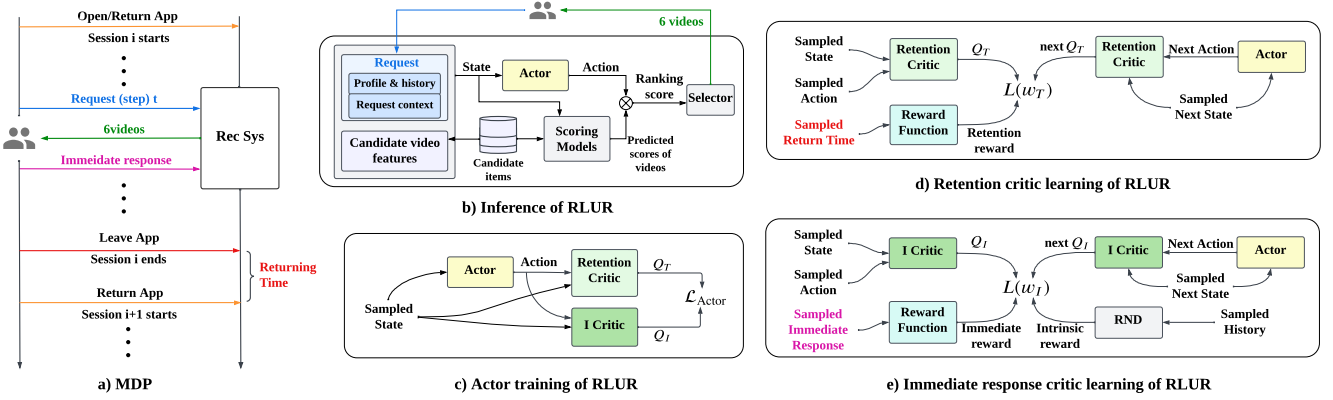 Open/Return App
Session i starts
Request (step) t
6videos
Immeidate response
Rec Sys
Leave App
Session i ends
Returning
Time
Return App
Session i+1 starts
a) MDP
6 videos
Request
Profile & history
Request context
Candidate video
features
State
Actor
Action
Ranking
score
Selector
Candidate
items
Scoring
Models
Predicted
scores of
videos
b) Inference of RLUR
Sampled
State
Actor
Action
Retention
Critic
I Critic
Q_T
Q_I
ℒ_Actor
c) Actor training of RLUR
Sampled
State
Sampled
Action
Sampled
Return Time
Retention
Critic
Reward
Function
Q_T
Retention
reward
L(w_T)
next Q_T
Retention
Critic
Next Action
Actor
Sampled
Next State
d) Retention critic learning of RLUR
Sampled
State
Sampled
Action
Sampled
Immediate
Response
I Critic
Reward
Function
Q_I
Immediate
reward
L(w_I)
next Q_I
I Critic
Next Action
Actor
Sampled
Next State
Intrinsic
reward
RND
Sampled
History
e) Immediate response critic learning of RLUR